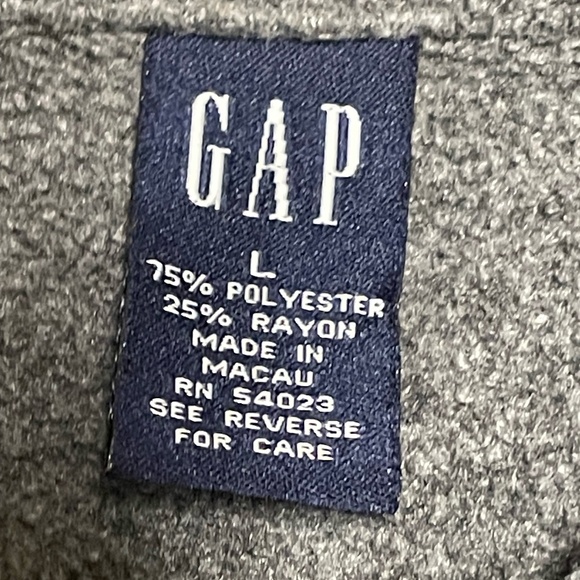 GAP
L
75% POLYESTER
25% RAYON
MADE IN
MACAU
RN 54023
SEE REVERSE
FOR CARE